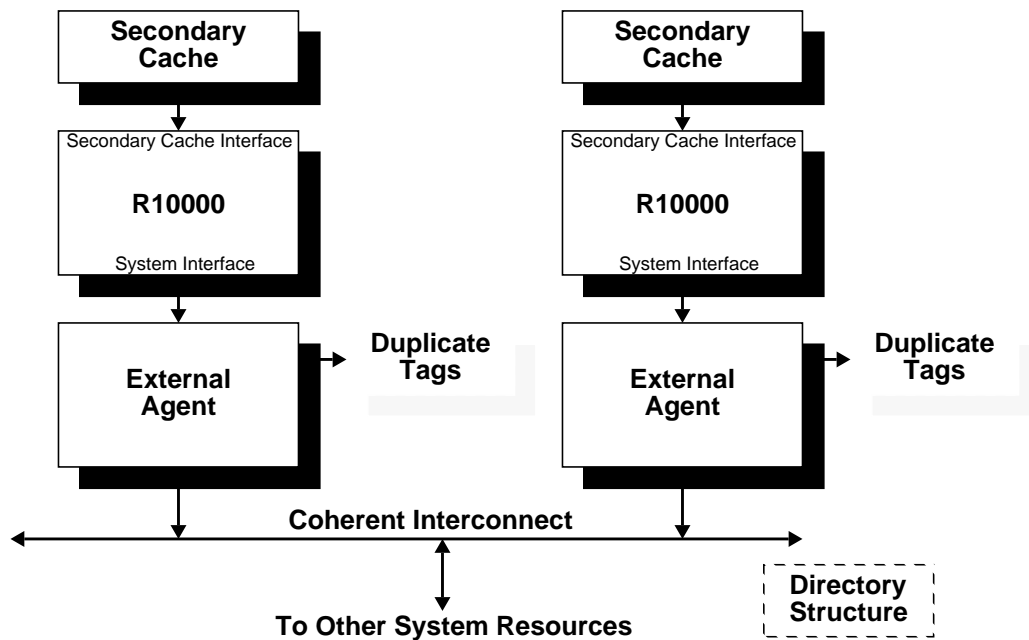 Secondary
Cache
Secondary Cache Interface
R10000
System Interface
External
Agent
Duplicate
Tags
Secondary
Cache
Secondary Cache Interface
R10000
System Interface
External
Agent
Duplicate
Tags
Coherent Interconnect
To Other System Resources
Directory
Structure